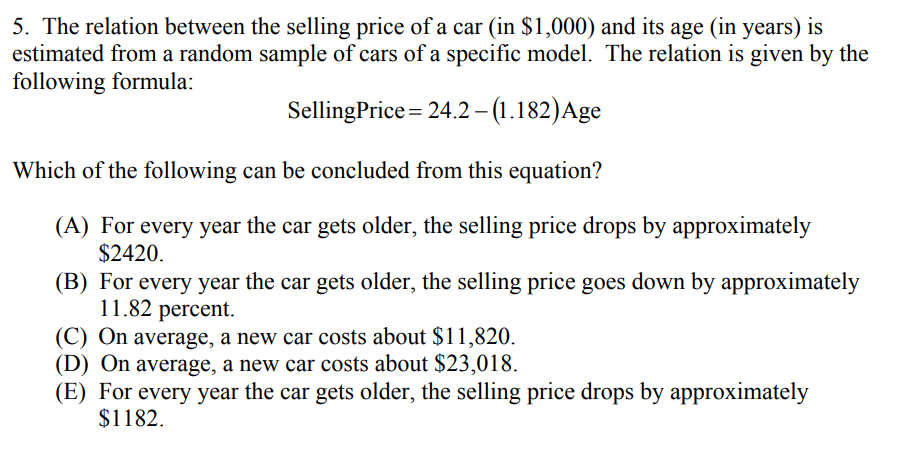 5. The relation between the selling price of a car (in $1,000) and its age (in years) is
estimated from a random sample of cars of a specific model. The relation is given by the
following formula:
SellingPrice = 24.2 – (1.182)Age
Which of the following can be concluded from this equation?
(A) For every year the car gets older, the selling price drops by approximately
$2420.
(B) For every year the car gets older, the selling price goes down by approximately
11.82 percent.
(C) On average, a new car costs about $11,820.
(D) On average, a new car costs about $23,018.
(E) For every year the car gets older, the selling price drops by approximately
$1182.